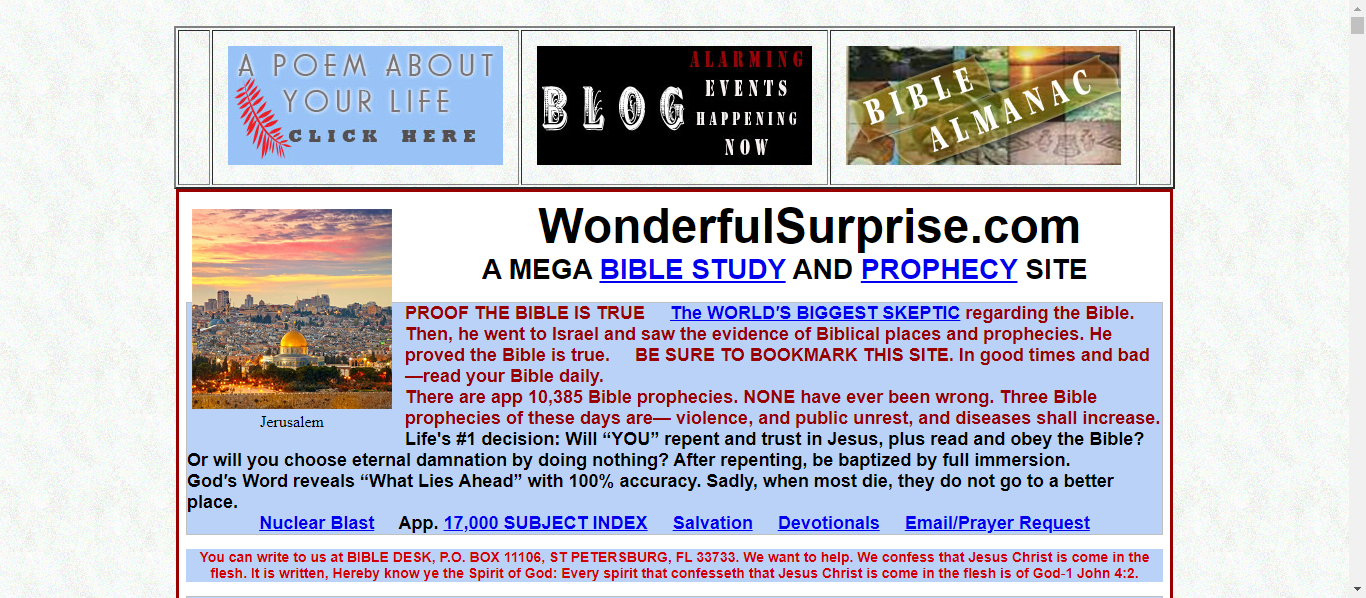 A POEM ABOUT
YOUR LIFE
CLICK HERE
BLOG
ALARMING
EVENTS
HAPPENING
NOW
BIBLE
ALMANAC
WonderfulSurprise.com
A MEGA BIBLE STUDY AND PROPHECY SITE
Jerusalem
PROOF THE BIBLE IS TRUE The WORLD'S BIGGEST SKEPTIC regarding the Bible.
Then, he went to Israel and saw the evidence of Biblical places and prophecies. He
proved the Bible is true. BE SURE TO BOOKMARK THIS SITE. In good times and bad
—read your Bible daily.
There are app 10,385 Bible prophecies. NONE have ever been wrong. Three Bible
prophecies of these days are— violence, and public unrest, and diseases shall increase.
Life's #1 decision: Will “YOU” repent and trust in Jesus, plus read and obey the Bible?
Or will you choose eternal damnation by doing nothing? After repenting, be baptized by full immersion.
God's Word reveals “What Lies Ahead” with 100% accuracy. Sadly, when most die, they do not go to a better
place.
Nuclear Blast App. 17,000 SUBJECT INDEX Salvation Devotionals Email/Prayer Request
You can write to us at BIBLE DESK, P.O. BOX 11106, ST PETERSBURG, FL 33733. We want to help. We confess that Jesus Christ is come in the
flesh. It is written, Hereby know ye the Spirit of God: Every spirit that confesseth that Jesus Christ is come in the flesh is of God-1 John 4:2.